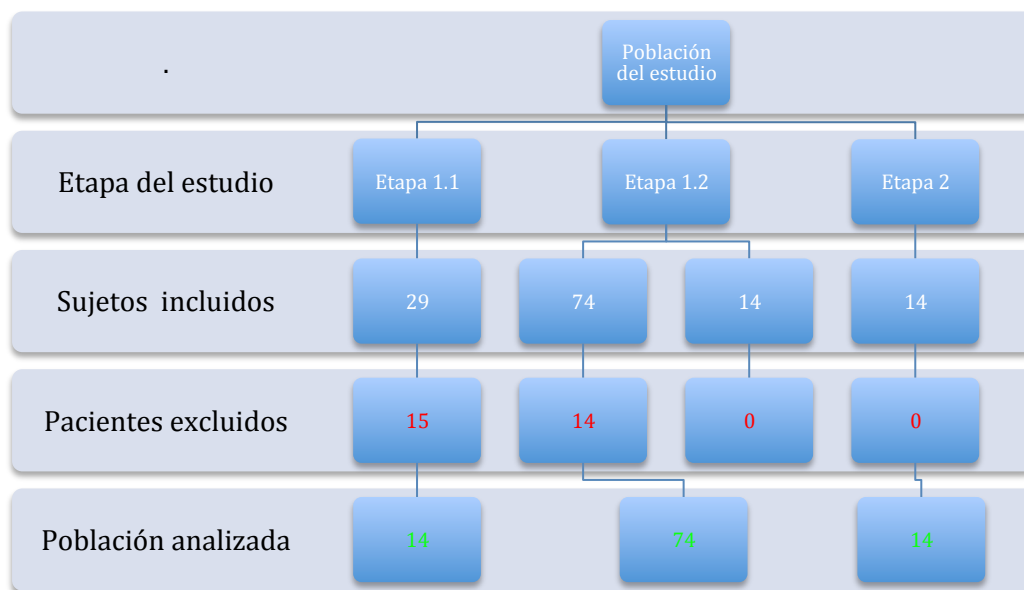 .
Población
del estudio
Etapa del estudio
Etapa 1.1
Etapa 1.2
Etapa 2
Sujetos incluidos
29
74
14
14
Pacientes excluidos
15
14
0
0
Población analizada
14
74
14